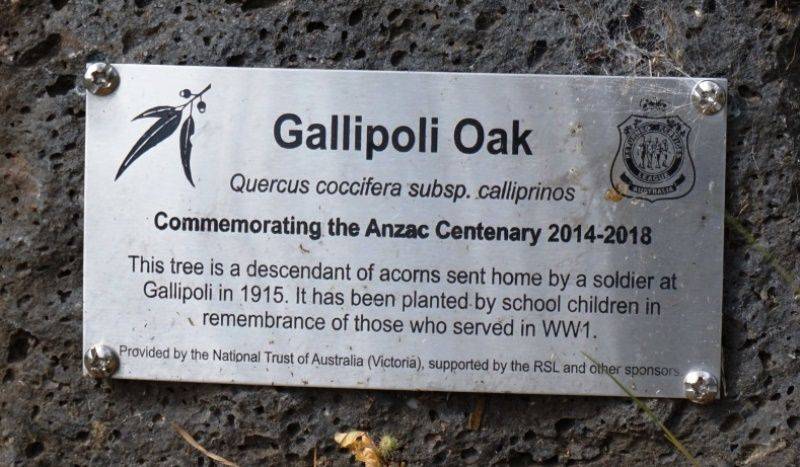 Gallipoli Oak
Quercus coccifera subsp. calliprinos
Commemorating the Anzac Centenary 2014-2018
This tree is a descendant of acorns sent home by a soldier at
Gallipoli in 1915. It has been planted by school children in
remembrance of those who served in WW1.
Provided by the National Trust of Australia (Victoria), supported by the RSL and other sponsors
LEAGUE
AUSTRALIA